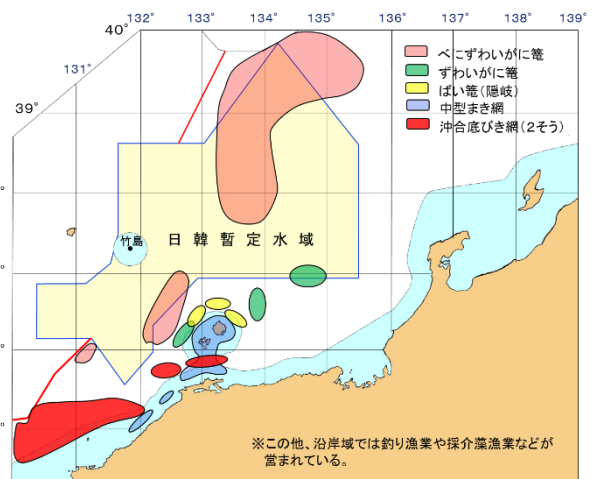 132°
133°
134°
135°
136°
137°
138°
139°
40°
131°
39°
べにずわいがに篭
ずわいがに篭
ばい篭(隠岐)
中型まき網
沖合底びき網(2そう)
竹島
日韓暫定水域
※この他、沿岸域では釣り漁業や採介藻漁業などが
営まれている。